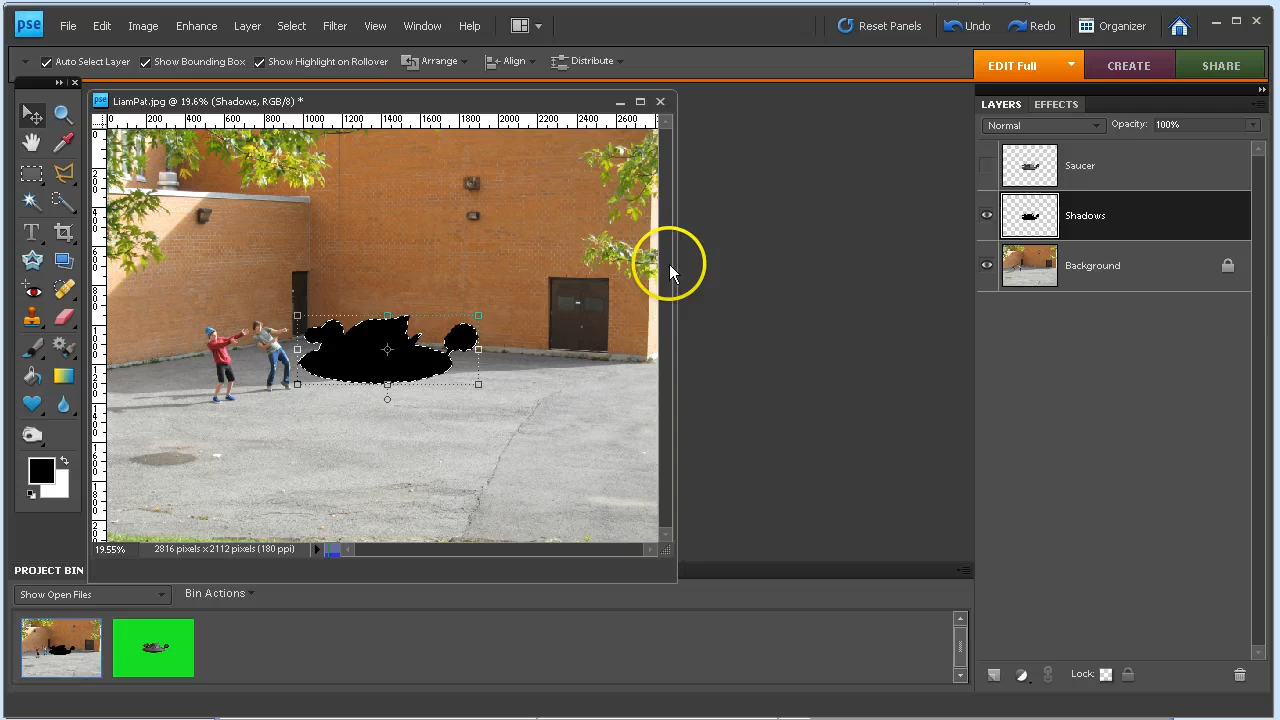 pse File Edit Image Enhance Layer Select Filter View Window Help Reset Panels Undo Redo Organizer
Auto Select Layer Show Bounding Box Show Highlight on Rollover Arrange Align Distribute EDIT Full CREATE SHARE
pse LiamPat.jpg @ 19.6% (Shadows, RGB/8) *
LAYERS EFFECTS
0 200 400 600 800 1000 1200 1400 1600 1800 2000 2200 2400 2600
Normal Opacity: 100%
Saucer
Shadows
Background
T
19.55% 2816 pixels x 2112 pixels (180 ppi)
PROJECT BIN
Show Open Files Bin Actions
Lock: